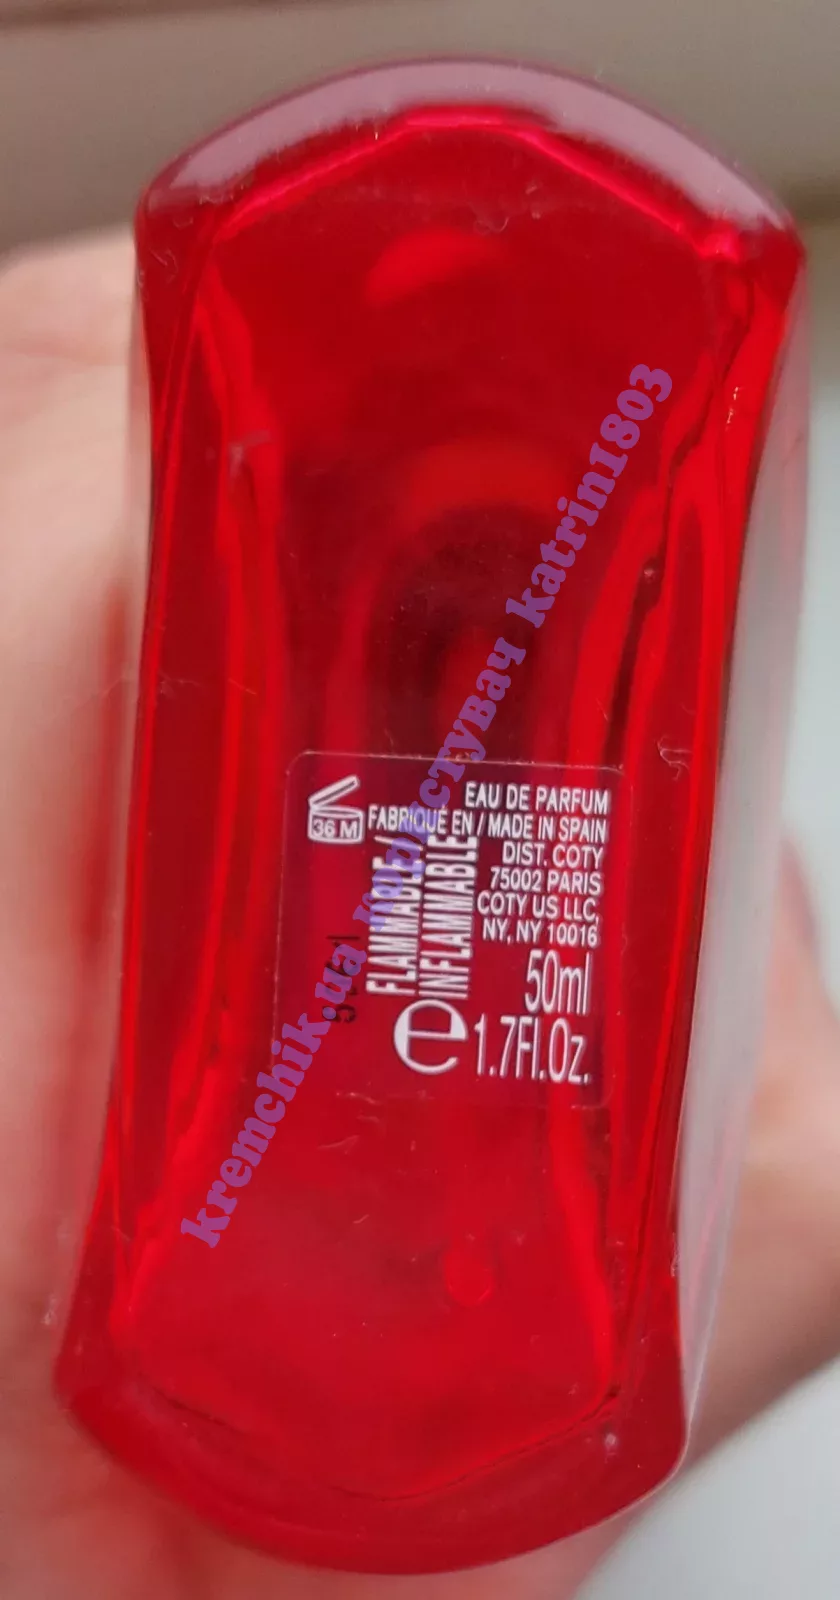 36 M
EAU DE PARFUM
FABRIQUÉ EN / MADE IN SPAIN
DIST. COTY
75002 PARIS
COTY US LLC,
NY, NY 10016
FLAMMABLE /
INFLAMMABLE
50ml
e 1.7Fl.Oz.
kremchik.ua користувач katrin1803